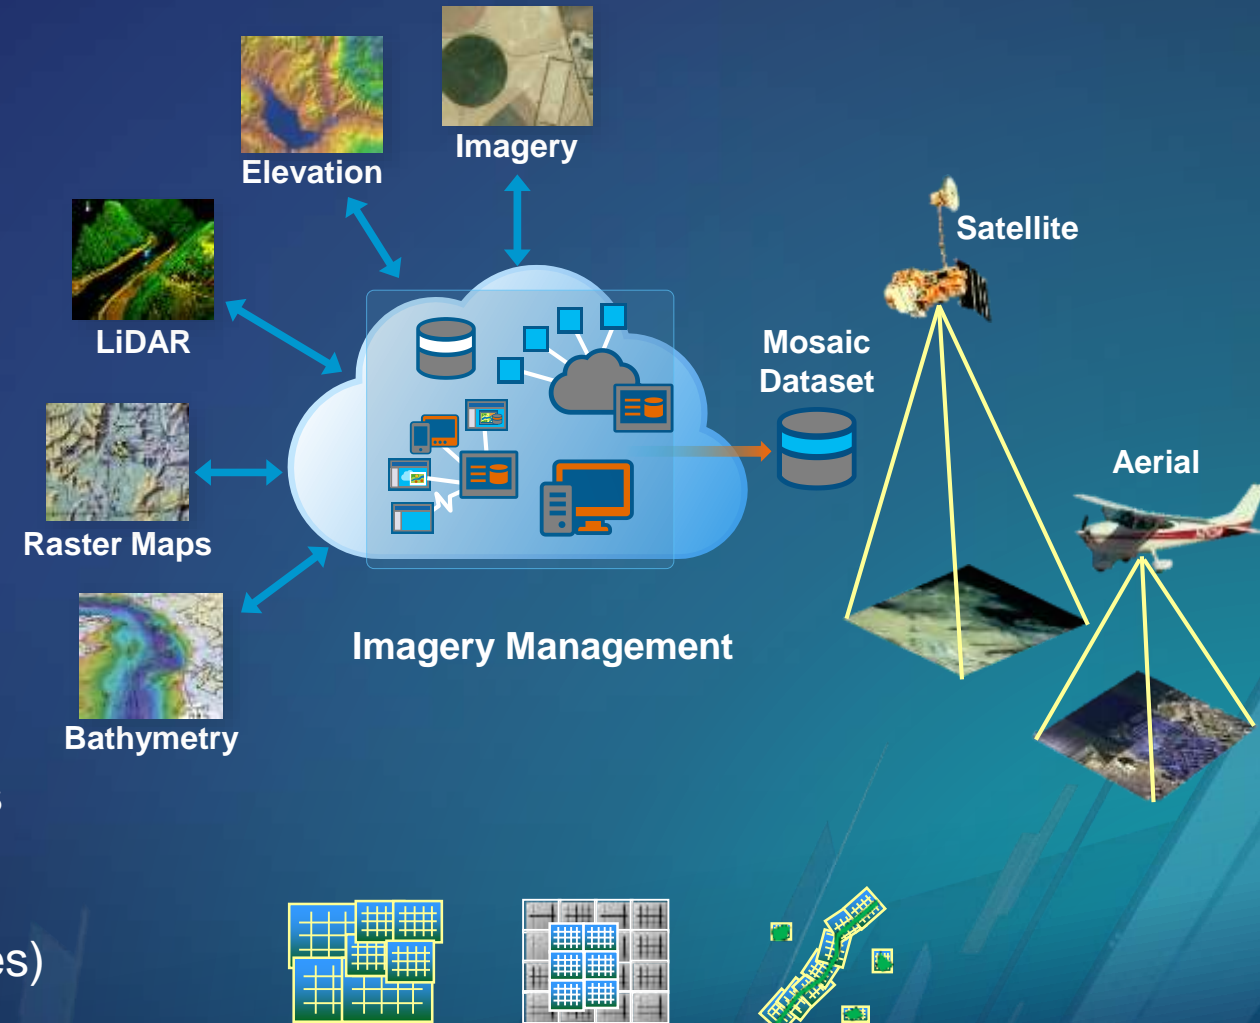 Imagery
Elevation
Satellite
LiDAR
Mosaic
Dataset
Aerial
Raster Maps
Imagery Management
Bathymetry
s
es)